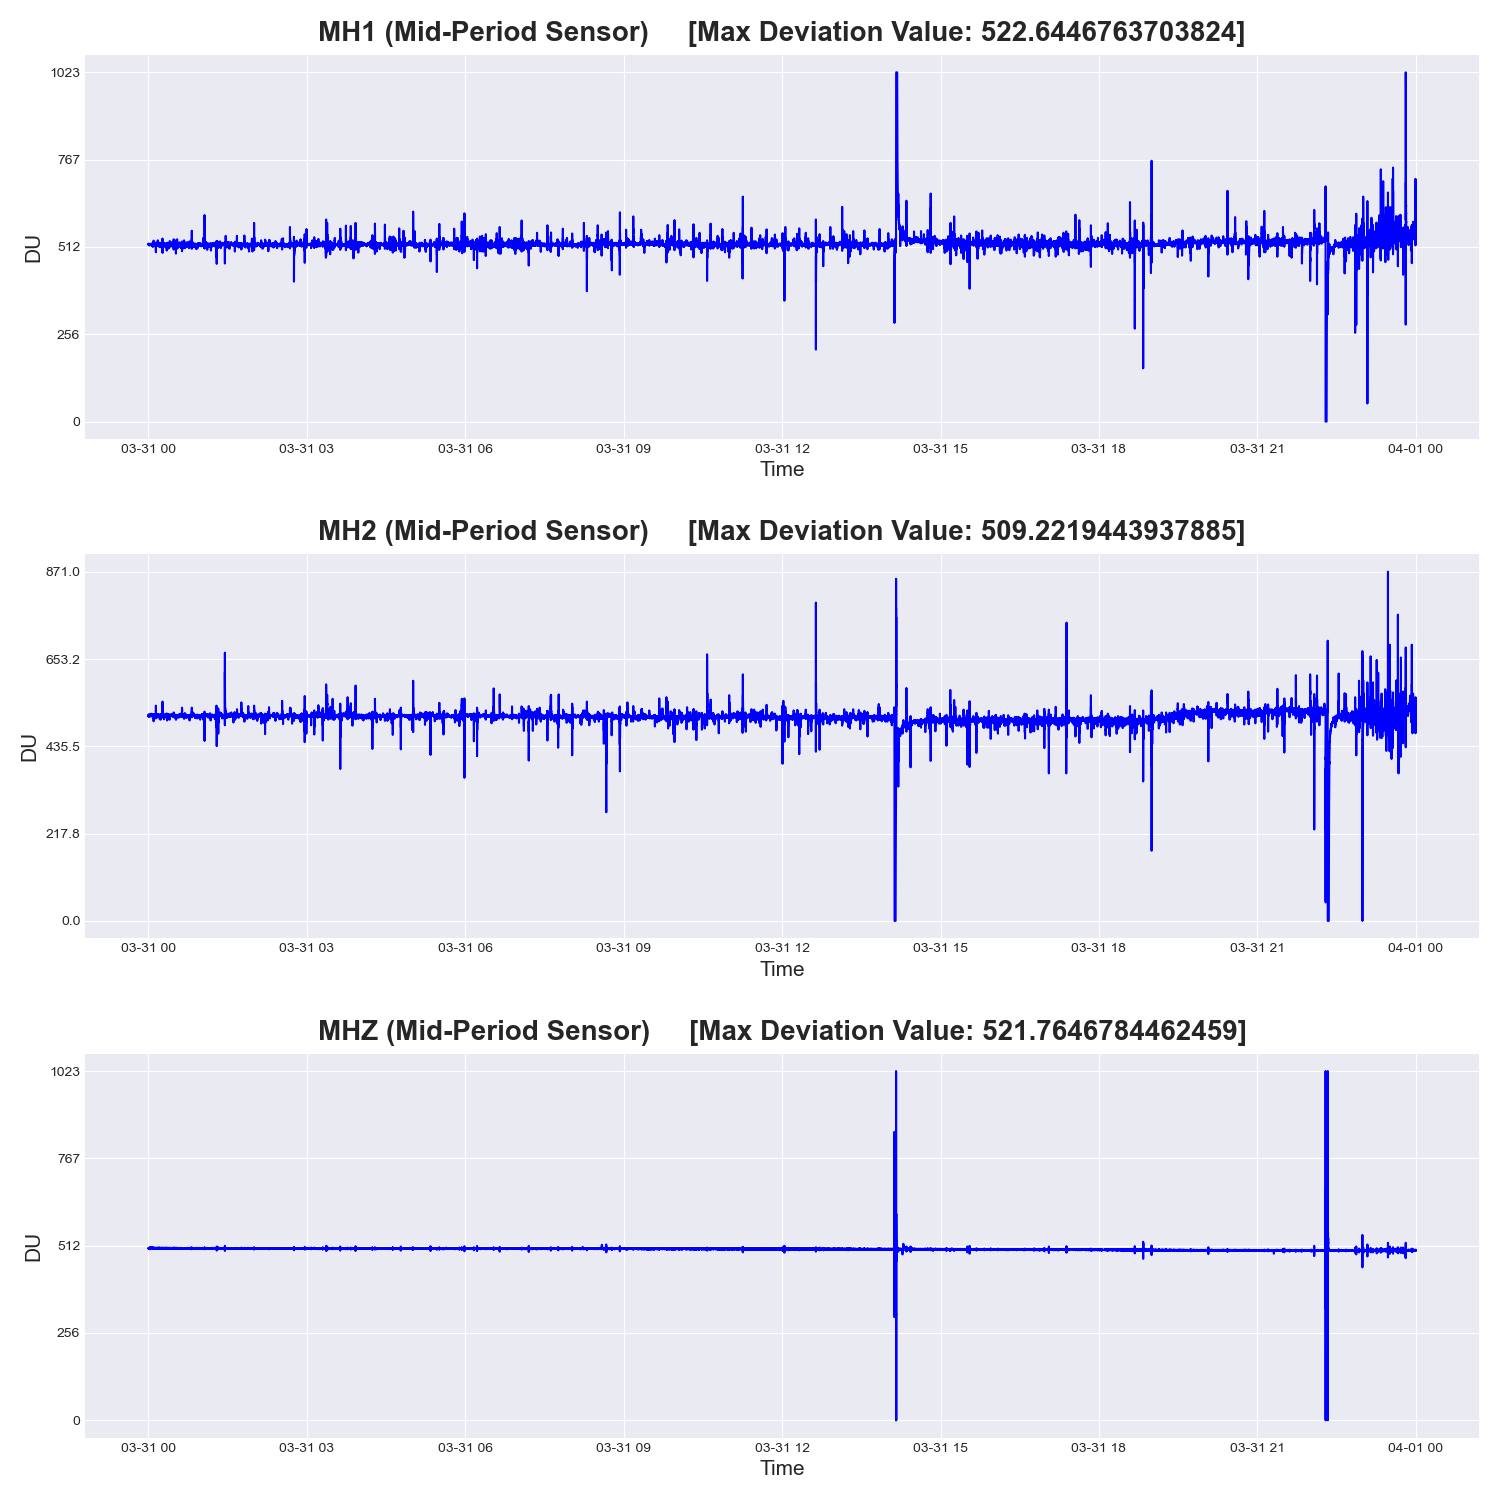 MH1 (Mid-Period Sensor) [Max Deviation Value: 522.6446763703824]
1023
767
512
256
0
DU
03-31 00 03-31 03 03-31 06 03-31 09 03-31 12 03-31 15 03-31 18 03-31 21 04-01 00
Time
MH2 (Mid-Period Sensor) [Max Deviation Value: 509.2219443937885]
871.0
653.2
435.5
217.8
0.0
DU
03-31 00 03-31 03 03-31 06 03-31 09 03-31 12 03-31 15 03-31 18 03-31 21 04-01 00
Time
MHZ (Mid-Period Sensor) [Max Deviation Value: 521.7646784462459]
1023
767
512
256
0
DU
03-31 00 03-31 03 03-31 06 03-31 09 03-31 12 03-31 15 03-31 18 03-31 21 04-01 00
Time